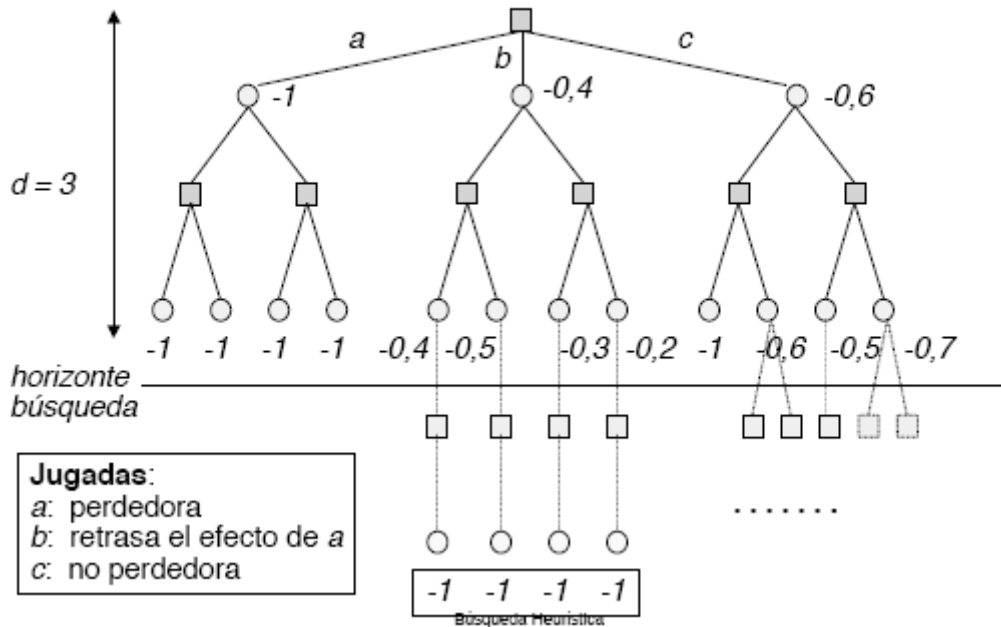 a
b
c
-1
-0,4
-0,6
d = 3
-1 -1 -1 -1 -0,4 -0,5 -0,3 -0,2 -1 -0,6 -0,5 -0,7
horizonte
búsqueda
Jugadas:
a: perdedora
b: retrasa el efecto de a
c: no perdedora
.......
-1 -1 -1 -1
Búsqueda Heurística